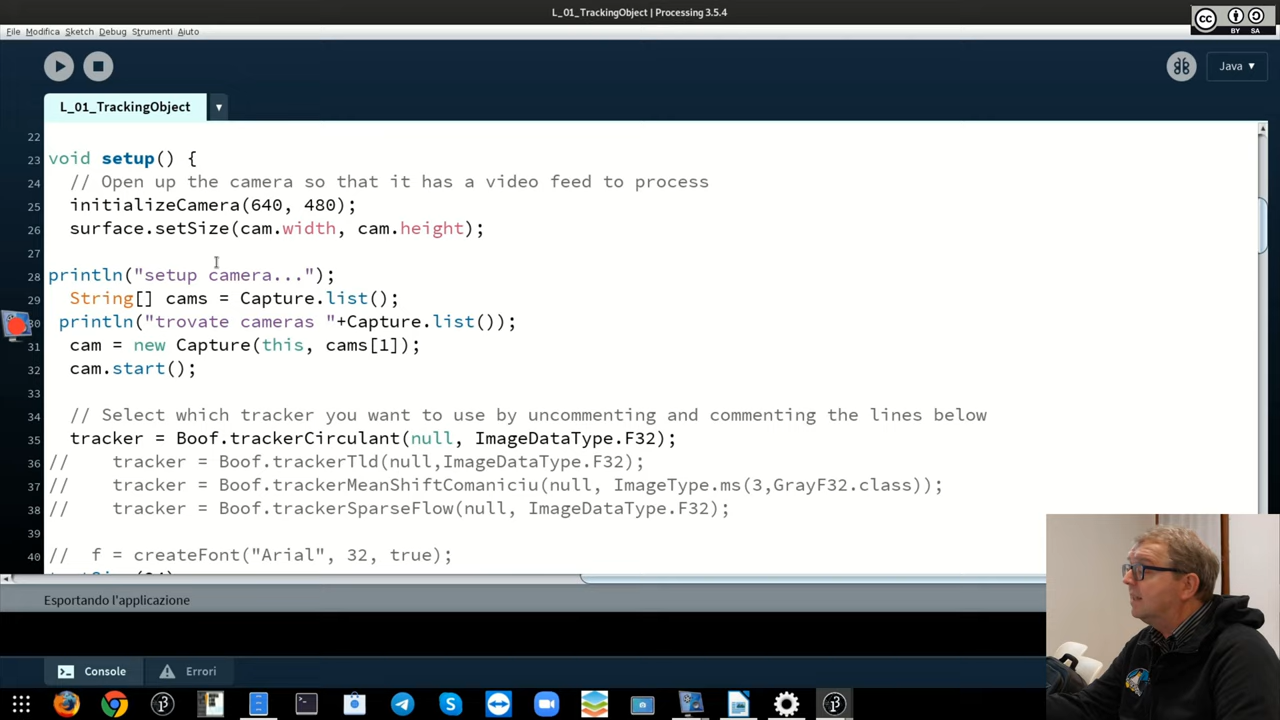 L_01_TrackingObject | Processing 3.5.4
cc
BY SA
File Modifica Sketch Debug Strumenti Aiuto
Java ▼
L_01_TrackingObject ▼
22
23 void setup() {
24 // Open up the camera so that it has a video feed to process
25 initializeCamera(640, 480);
26 surface.setSize(cam.width, cam.height);
27
28 println("setup camera...");
29 String[] cams = Capture.list();
30 println("trovate cameras "+Capture.list());
31 cam = new Capture(this, cams[1]);
32 cam.start();
33
34 // Select which tracker you want to use by uncommenting and commenting the lines below
35 tracker = Boof.trackerCirculant(null, ImageDataType.F32);
36 // tracker = Boof.trackerTld(null,ImageDataType.F32);
37 // tracker = Boof.trackerMeanShiftComaniciu(null, ImageType.ms(3,GrayF32.class));
38 // tracker = Boof.trackerSparseFlow(null, ImageDataType.F32);
39
40 // f = createFont("Arial", 32, true);
Esportando l'applicazione
Console Errori